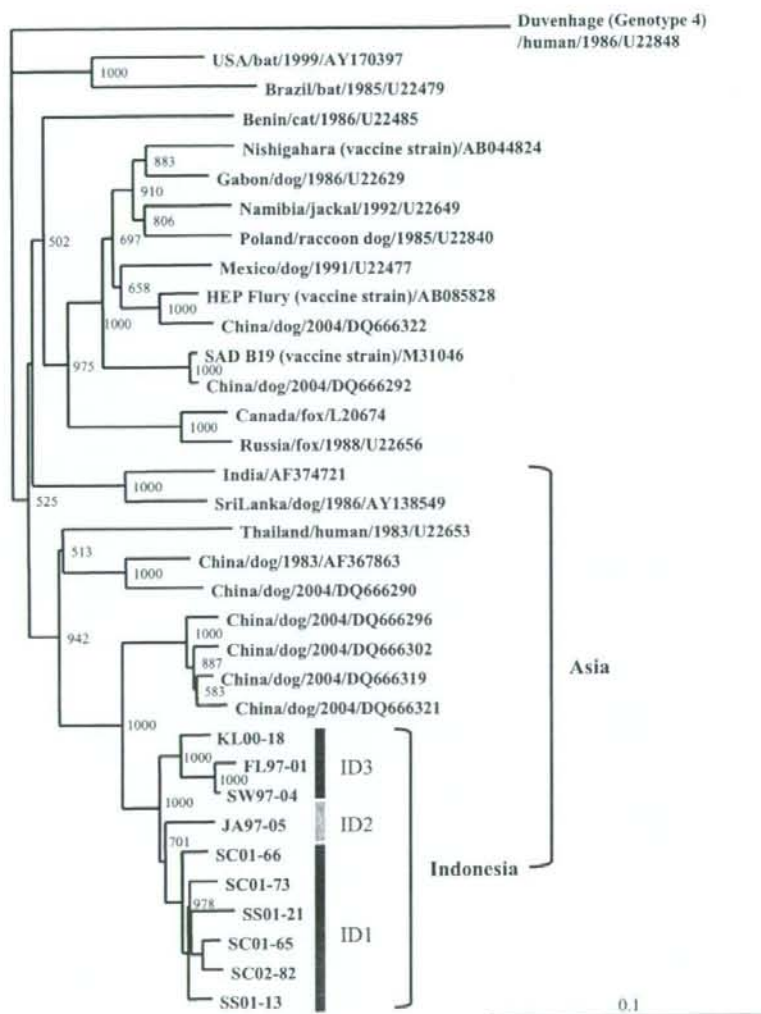 Duvenhage (Genotype 4)
/human/1986/U22848
USA/bat/1999/AY170397
1000
Brazil/bat/1985/U22479
Benin/cat/1986/U22485
Nishigahara (vaccine strain)/AB044824
883
Gabon/dog/1986/U22629
910
Namibia/jackal/1992/U22649
806
502
697
Poland/raccoon dog/1985/U22840
Mexico/dog/1991/U22477
658
HEP Flury (vaccine strain)/AB085828
1000
1000
China/dog/2004/DQ666322
SAD B19 (vaccine strain)/M31046
975
1000
China/dog/2004/DQ666292
Canada/fox/L20674
1000
Russia/fox/1988/U22656
India/AF374721
1000
525
SriLanka/dog/1986/AY138549
Thailand/human/1983/U22653
513
China/dog/1983/AF367863
1000
China/dog/2004/DQ666290
China/dog/2004/DQ666296
1000
942
China/dog/2004/DQ666302
887
Asia
China/dog/2004/DQ666319
583
China/dog/2004/DQ666321
1000
KL00-18
1000
FL97-01
ID3
1000
SW97-04
1000
JA97-05
ID2
701
SC01-66
Indonesia
SC01-73
978
SS01-21
ID1
SC01-65
SC02-82
SS01-13
0.1